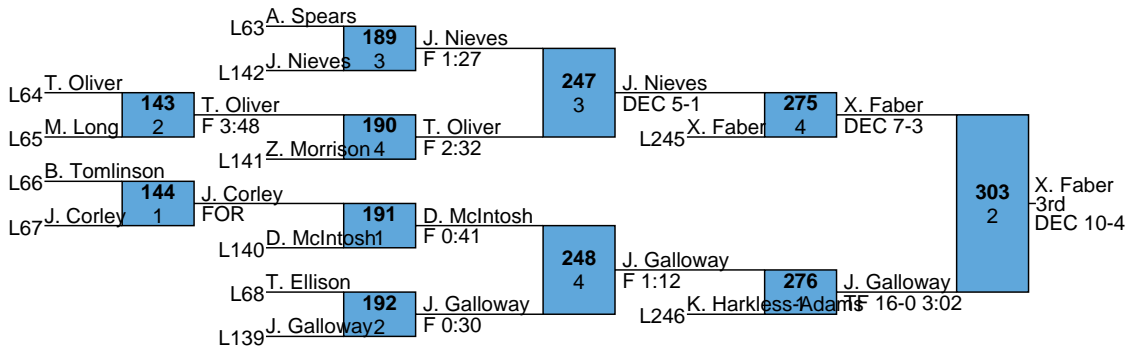 A. Spears
L63
189
3
J. Nieves
F 1:27
J. Nieves
L142
247
3
J. Nieves
DEC 5-1
T. Oliver
L64
143
2
T. Oliver
F 3:48
M. Long
L65
190
4
T. Oliver
F 2:32
Z. Morrison
L141
275
4
X. Faber
L245
X. Faber
DEC 7-3
B. Tomlinson
L66
144
1
J. Corley
FOR
J. Corley
L67
191
1
D. McIntosh
F 0:41
D. McIntosh
L140
303
2
X. Faber
3rd
DEC 10-4
248
4
J. Galloway
F 1:12
T. Ellison
L68
192
2
J. Galloway
F 0:30
J. Galloway
L139
276
1
K. Harkless-Adams
L246
J. Galloway
TF 16-0 3:02